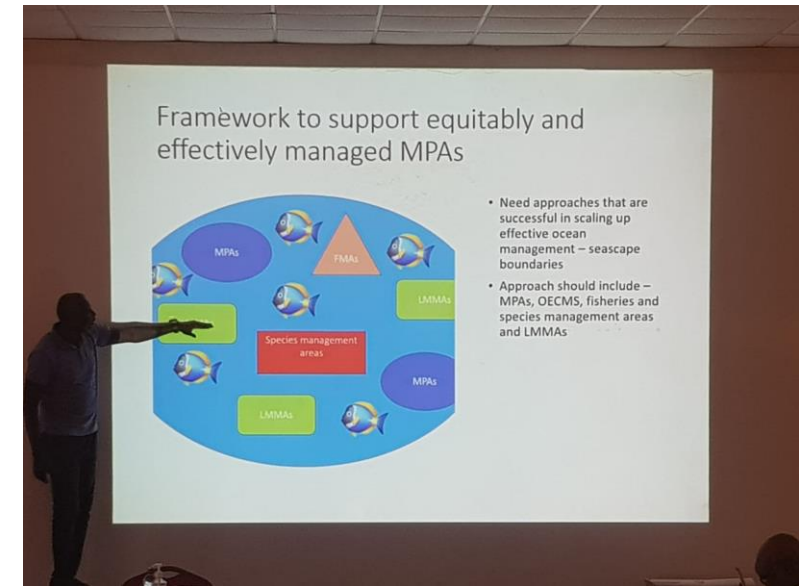 Framework to support equitably and
effectively managed MPAs
MPAs
FMAs
LMMAs
Species management
areas
MPAs
LMMAs
• Need approaches that are
successful in scaling up
effective ocean
management – seascape
boundaries
• Approach should include –
MPAs, OECMS, fisheries and
species management areas
and LMMAs